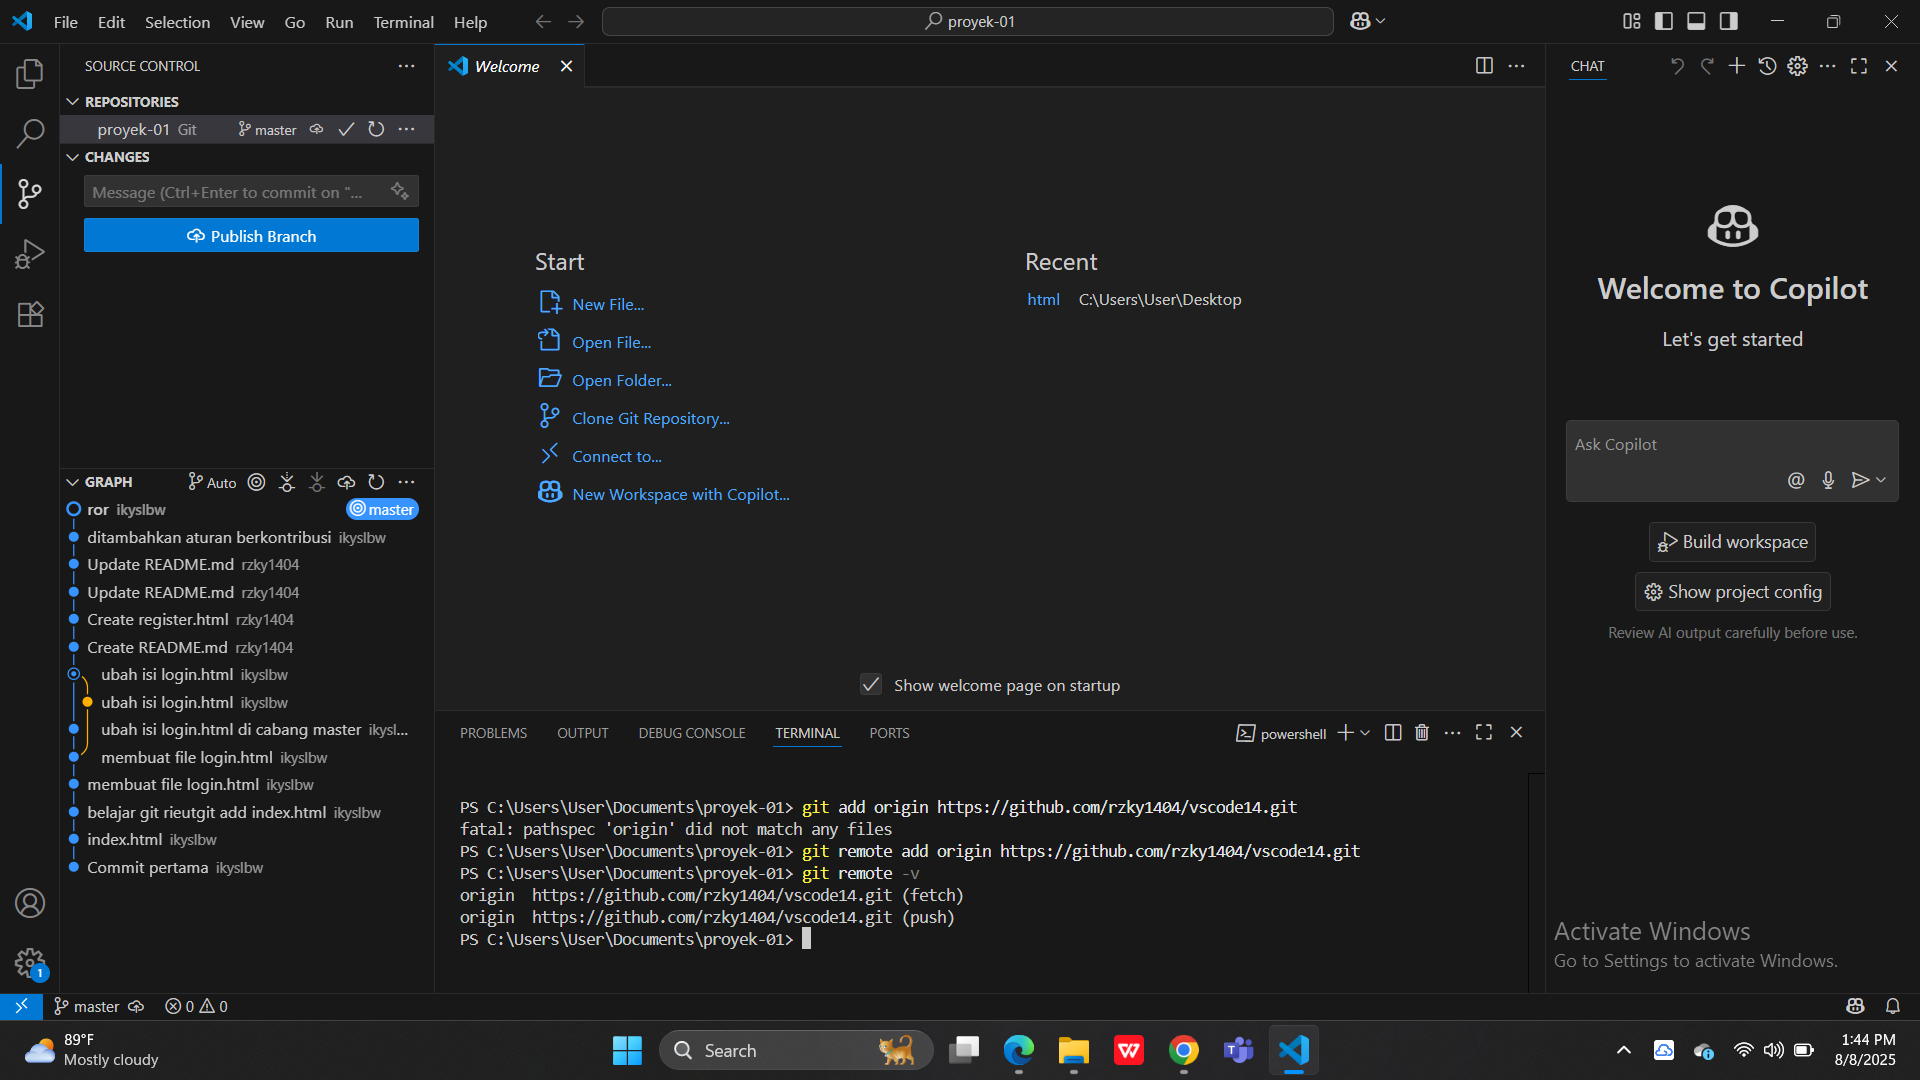 File Edit Selection View Go Run Terminal Help
proyek-01
SOURCE CONTROL
REPOSITORIES
proyek-01 Git master
CHANGES
Message (Ctrl+Enter to commit on "...
Publish Branch
GRAPH Auto
ror ikyslbw master
ditambahkan aturan berkontribusi ikyslbw
Update README.md rzky1404
Update README.md rzky1404
Create register.html rzky1404
Create README.md rzky1404
ubah isi login.html ikyslbw
ubah isi login.html ikyslbw
ubah isi login.html di cabang master ikysl...
membuat file login.html ikyslbw
membuat file login.html ikyslbw
belajar git rieutgit add index.html ikyslbw
index.html ikyslbw
Commit pertama ikyslbw
1
Welcome
Start
New File...
Open File...
Open Folder...
Clone Git Repository...
Connect to...
New Workspace with Copilot...
Recent
html C:\Users\User\Desktop
Show welcome page on startup
PROBLEMS OUTPUT DEBUG CONSOLE TERMINAL PORTS
powershell
PS C:\Users\User\Documents\proyek-01> git add origin https://github.com/rzky1404/vscode14.git
fatal: pathspec 'origin' did not match any files
PS C:\Users\User\Documents\proyek-01> git remote add origin https://github.com/rzky1404/vscode14.git
PS C:\Users\User\Documents\proyek-01> git remote -v
origin https://github.com/rzky1404/vscode14.git (fetch)
origin https://github.com/rzky1404/vscode14.git (push)
PS C:\Users\User\Documents\proyek-01>
CHAT
Welcome to Copilot
Let's get started
Ask Copilot
@
Build workspace
Show project config
Review AI output carefully before use.
Activate Windows
Go to Settings to activate Windows.
master 0 0
89°F
Mostly cloudy
Search
1:44 PM
8/8/2025